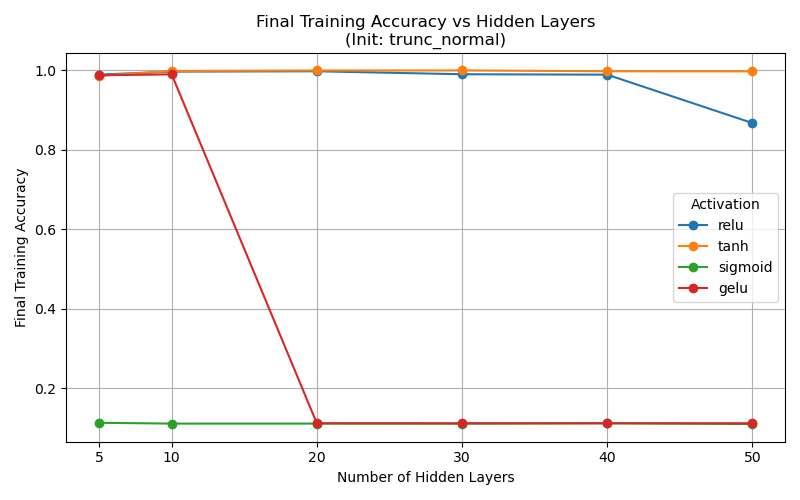 Final Training Accuracy vs Hidden Layers
(Init: trunc_normal)
Final Training Accuracy
1.0
0.8
0.6
0.4
0.2
Activation
relu
tanh
sigmoid
gelu
5
10
20
30
40
50
Number of Hidden Layers